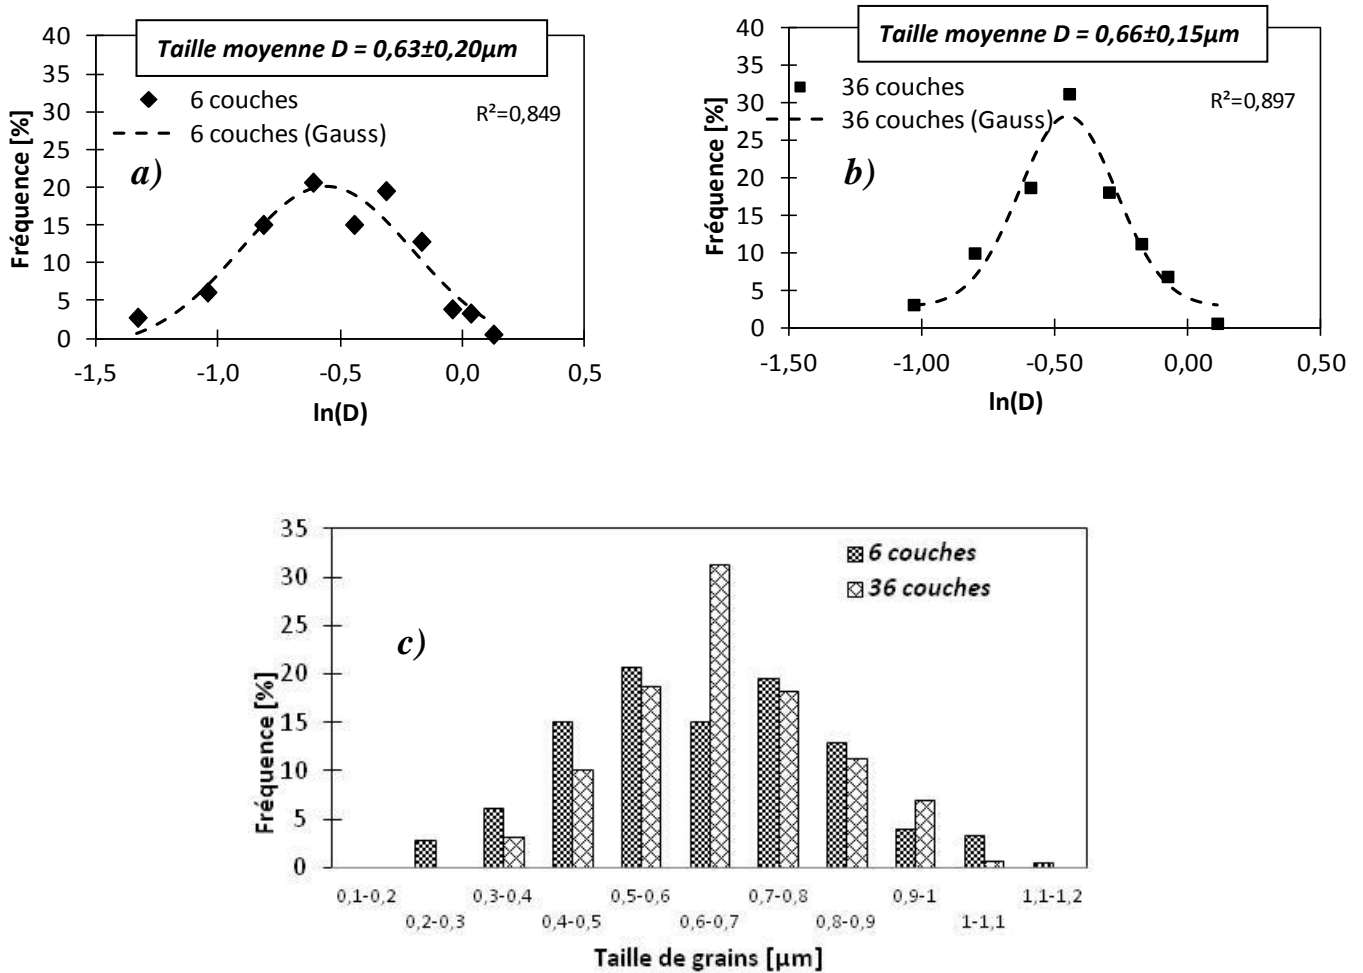 Taille moyenne D = 0,63±0,20µm
40
35
30
25
20
15
10
5
0
Fréquence [%]
6 couches
6 couches (Gauss)
R²=0,849
a)
-1,5
-1,0
-0,5
0,0
0,5
ln(D)
Taille moyenne D = 0,66±0,15µm
40
35
30
25
20
15
10
5
0
Fréquence [%]
36 couches
36 couches (Gauss)
R²=0,897
b)
-1,50
-1,00
-0,50
0,00
0,50
ln(D)
35
30
25
20
15
10
5
0
Fréquence [%]
6 couches
36 couches
c)
0,1-0,2
0,2-0,3
0,3-0,4
0,4-0,5
0,5-0,6
0,6-0,7
0,7-0,8
0,8-0,9
0,9-1
1-1,1
1,1-1,2
Taille de grains [µm]